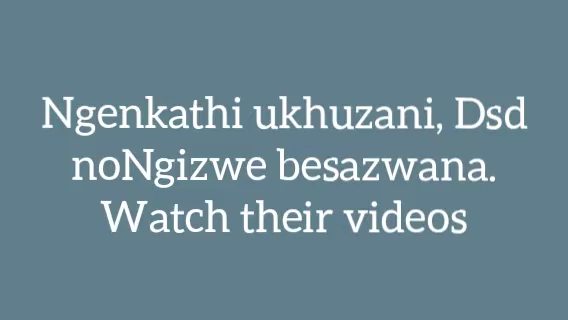 Ngenkathi ukhuzani, Dsd
noNgizwe besazwana.
Watch their videos